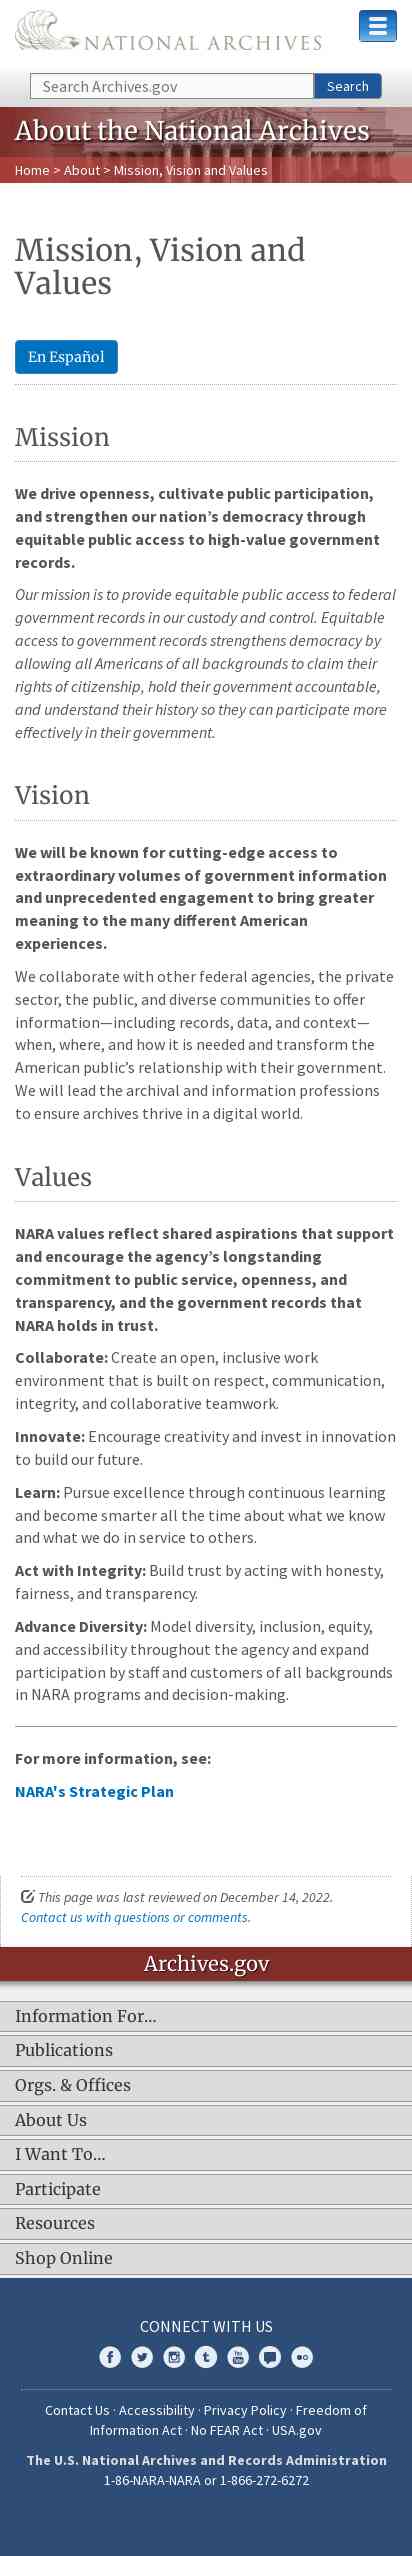 NATIONAL ARCHIVES
Search Archives.gov
Search
About the National Archives
Home > About > Mission, Vision and Values
Mission, Vision and
Values
En Español
Mission
We drive openness, cultivate public participation,
and strengthen our nation’s democracy through
equitable public access to high-value government
records.
Our mission is to provide equitable public access to federal
government records in our custody and control. Equitable
access to government records strengthens democracy by
allowing all Americans of all backgrounds to claim their
rights of citizenship, hold their government accountable,
and understand their history so they can participate more
effectively in their government.
Vision
We will be known for cutting-edge access to
extraordinary volumes of government information
and unprecedented engagement to bring greater
meaning to the many different American
experiences.
We collaborate with other federal agencies, the private
sector, the public, and diverse communities to offer
information—including records, data, and context—
when, where, and how it is needed and transform the
American public’s relationship with their government.
We will lead the archival and information professions
to ensure archives thrive in a digital world.
Values
NARA values reflect shared aspirations that support
and encourage the agency’s longstanding
commitment to public service, openness, and
transparency, and the government records that
NARA holds in trust.
Collaborate: Create an open, inclusive work
environment that is built on respect, communication,
integrity, and collaborative teamwork.
Innovate: Encourage creativity and invest in innovation
to build our future.
Learn: Pursue excellence through continuous learning
and become smarter all the time about what we know
and what we do in service to others.
Act with Integrity: Build trust by acting with honesty,
fairness, and transparency.
Advance Diversity: Model diversity, inclusion, equity,
and accessibility throughout the agency and expand
participation by staff and customers of all backgrounds
in NARA programs and decision-making.
For more information, see:
NARA's Strategic Plan
This page was last reviewed on December 14, 2022.
Contact us with questions or comments.
Archives.gov
Information For…
Publications
Orgs. & Offices
About Us
I Want To…
Participate
Resources
Shop Online
CONNECT WITH US
Contact Us · Accessibility · Privacy Policy · Freedom of
Information Act · No FEAR Act · USA.gov
The U.S. National Archives and Records Administration
1-86-NARA-NARA or 1-866-272-6272